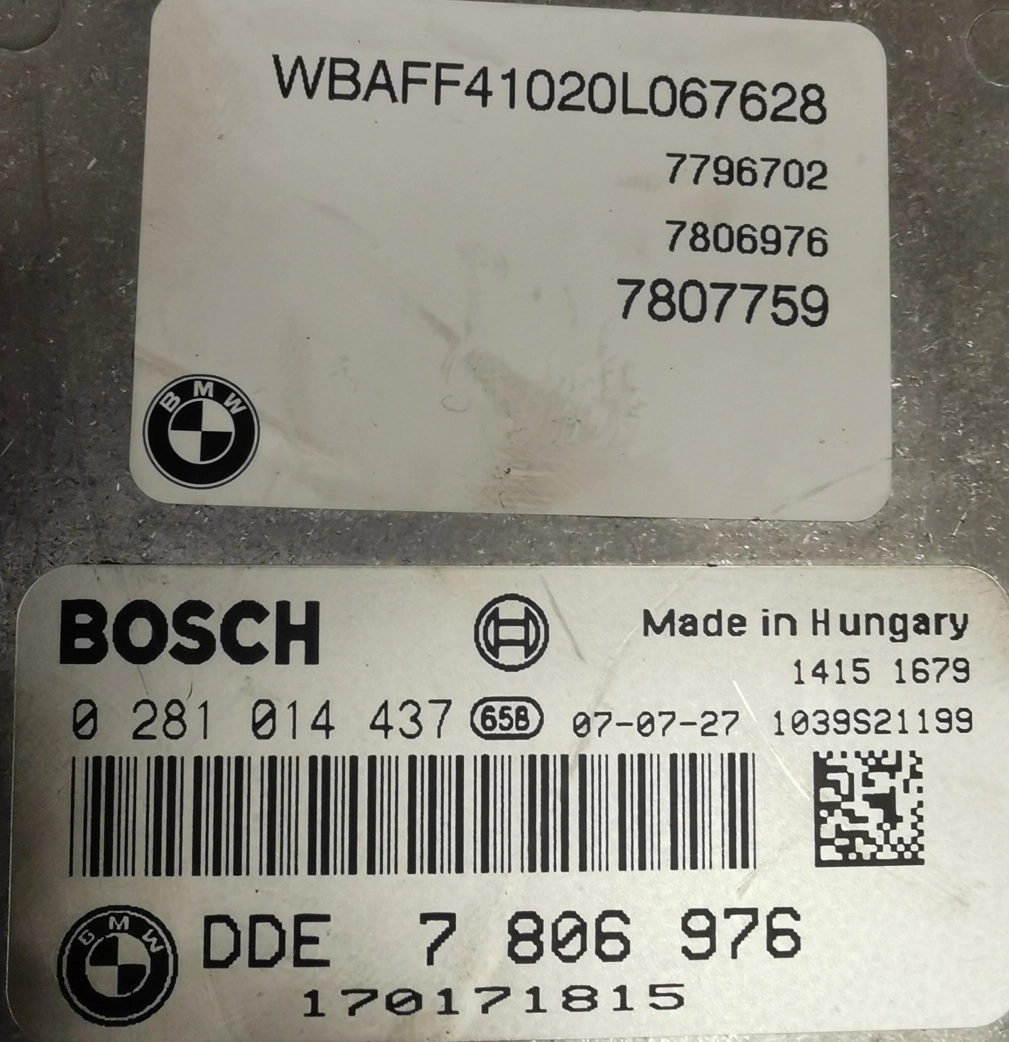 WBAFF41020L067628
7796702
7806976
7807759
BMW
BOSCH
Made in Hungary
1415 1679
0 281 014 437 65B 07-07-27 1039S21199
BMW
DDE 7 806 976
170171815